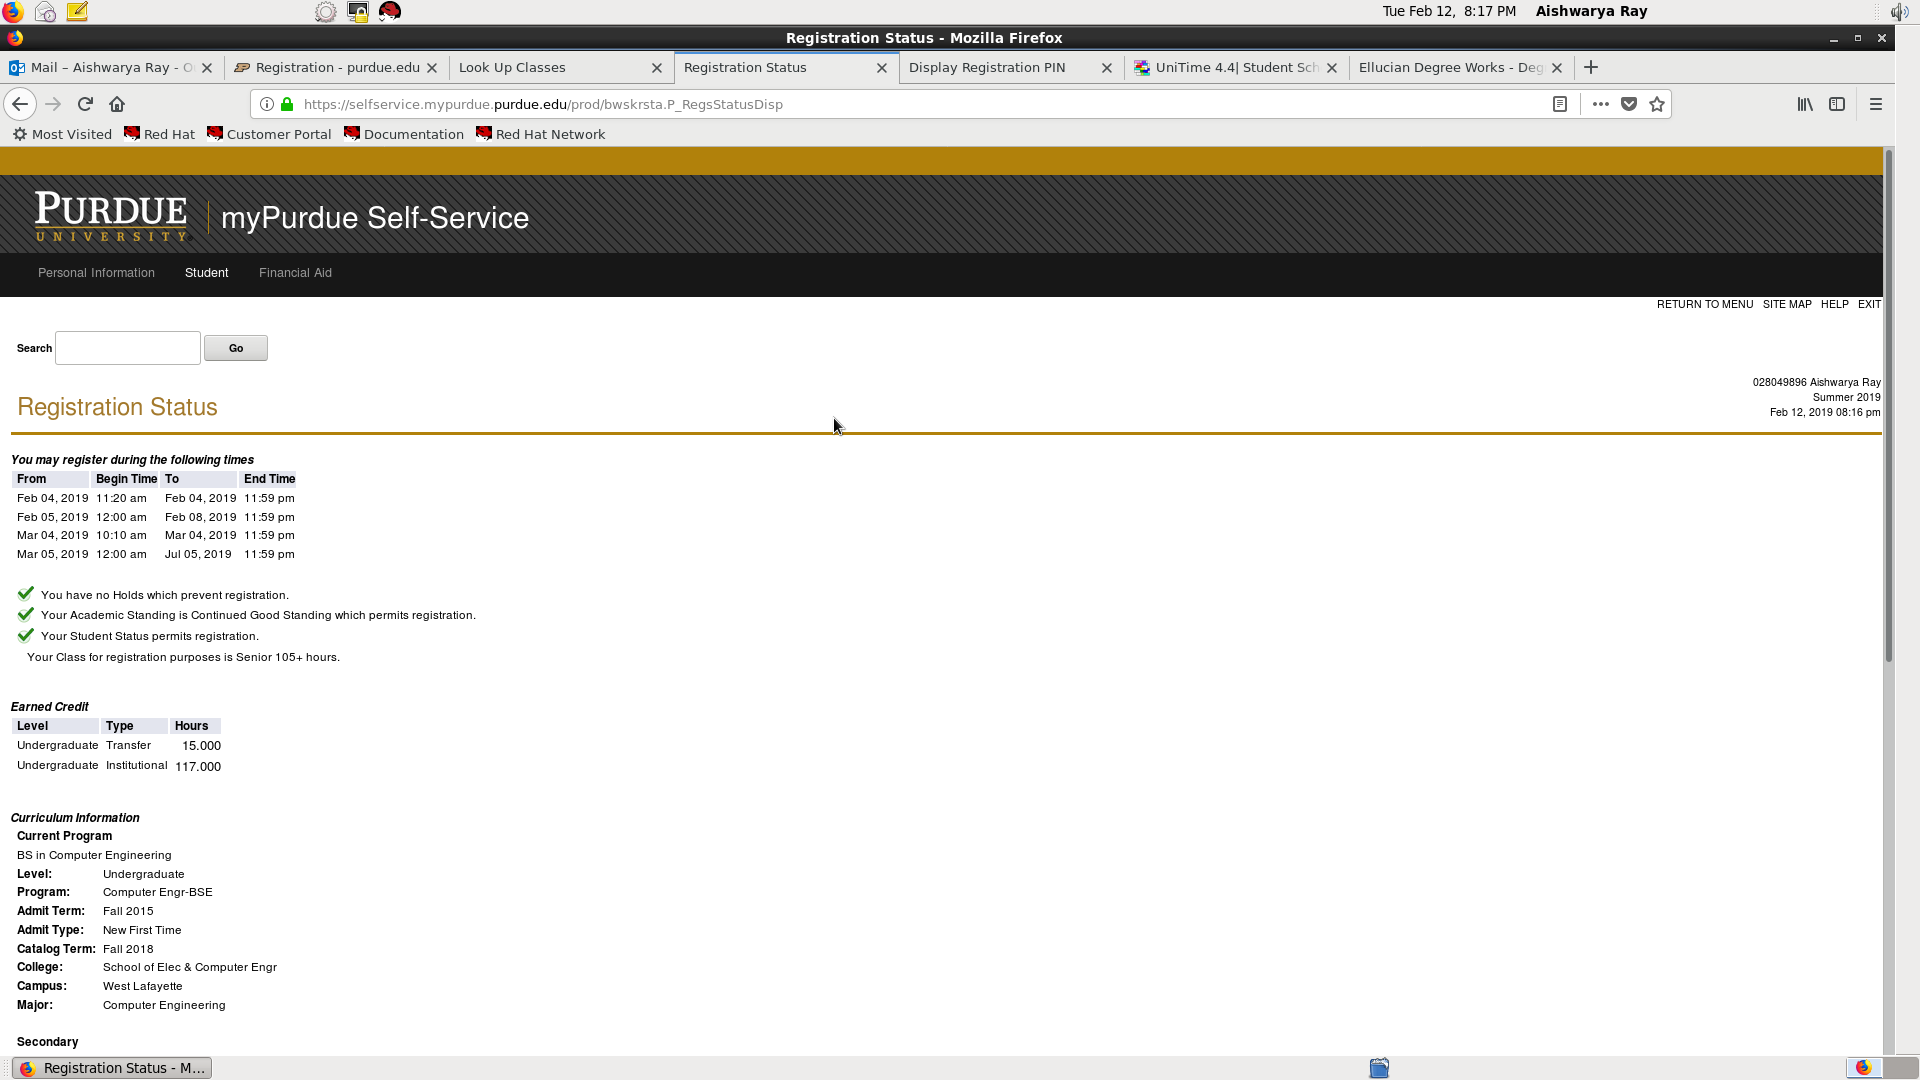 Tue Feb 12, 8:17 PM Aishwarya Ray
Registration Status - Mozilla Firefox
Mail – Aishwarya Ray - O
Registration - purdue.edu
Look Up Classes
Registration Status
Display Registration PIN
UniTime 4.4| Student Sch
Ellucian Degree Works - Deg
https://selfservice.mypurdue.purdue.edu/prod/bwskrsta.P_RegsStatusDisp
Most Visited Red Hat Customer Portal Documentation Red Hat Network
PURDUE
UNIVERSITY
myPurdue Self-Service
Personal Information Student Financial Aid
RETURN TO MENU SITE MAP HELP EXIT
Search Go
028049896 Aishwarya Ray
Summer 2019
Feb 12, 2019 08:16 pm
Registration Status
You may register during the following times
From Begin Time To End Time
Feb 04, 2019 11:20 am Feb 04, 2019 11:59 pm
Feb 05, 2019 12:00 am Feb 08, 2019 11:59 pm
Mar 04, 2019 10:10 am Mar 04, 2019 11:59 pm
Mar 05, 2019 12:00 am Jul 05, 2019 11:59 pm
You have no Holds which prevent registration.
Your Academic Standing is Continued Good Standing which permits registration.
Your Student Status permits registration.
Your Class for registration purposes is Senior 105+ hours.
Earned Credit
Level Type Hours
Undergraduate Transfer 15.000
Undergraduate Institutional 117.000
Curriculum Information
Current Program
BS in Computer Engineering
Level: Undergraduate
Program: Computer Engr-BSE
Admit Term: Fall 2015
Admit Type: New First Time
Catalog Term: Fall 2018
College: School of Elec & Computer Engr
Campus: West Lafayette
Major: Computer Engineering
Secondary
Registration Status - M...